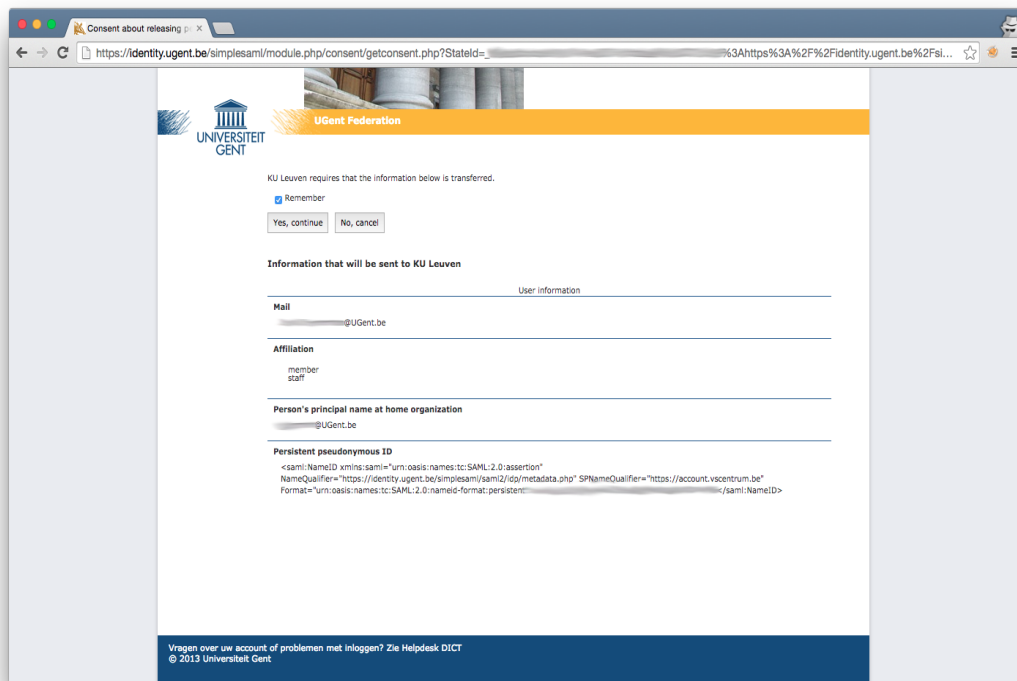 Consent about releasing pe
https://identity.ugent.be/simplesaml/module.php/consent/getconsent.php?StateId=_ %3Ahttps%3A%2F%2Fidentity.ugent.be%2Fsi...
UGent Federation
UNIVERSITEIT
GENT
KU Leuven requires that the information below is transferred.
Remember
Yes, continue No, cancel
Information that will be sent to KU Leuven
User information
Mail
@UGent.be
Affiliation
member
staff
Person's principal name at home organization
@UGent.be
Persistent pseudonymous ID
<saml:NameID xmlns:saml="urn:oasis:names:tc:SAML:2.0:assertion"
NameQualifier="https://identity.ugent.be/simplesaml/saml2/idp/metadata.php" SPNameQualifier="https://account.vscentrum.be"
Format="urn:oasis:names:tc:SAML:2.0:nameid-format:persistent </saml:NameID>
Vragen over uw account of problemen met inloggen? Zie Helpdesk DICT
© 2013 Universiteit Gent